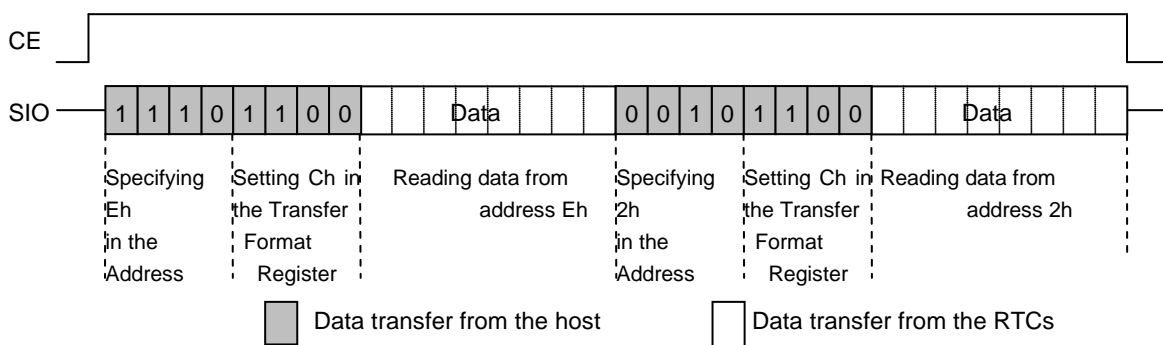 CE
SIO
1 1 1 0 1 1 0 0 Data 0 0 1 0 1 1 0 0 Data
Specifying Setting Ch in Reading data from Specifying Setting Ch in Reading data from
Eh the Transfer address Eh 2h the Transfer address 2h
in the Format in the Format
Address Register Address Register
Data transfer from the host Data transfer from the RTCs